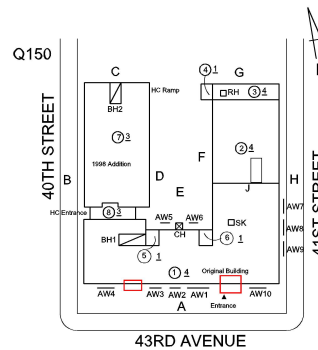 Q150
C
4 1
G
HC Ramp
RH
3 4
BH2
7 3
2 4
1998 Addition
F
40TH STREET
B
D
H
E
J
AW7
41ST STREET
8 3
HC Entrance
AW5
AW6
SK
AW8
BH1
CH
AW9
5 1
6 1
1 4
Original Building
AW4
AW3
AW2
AW1
AW10
A
Entrance
43RD AVENUE